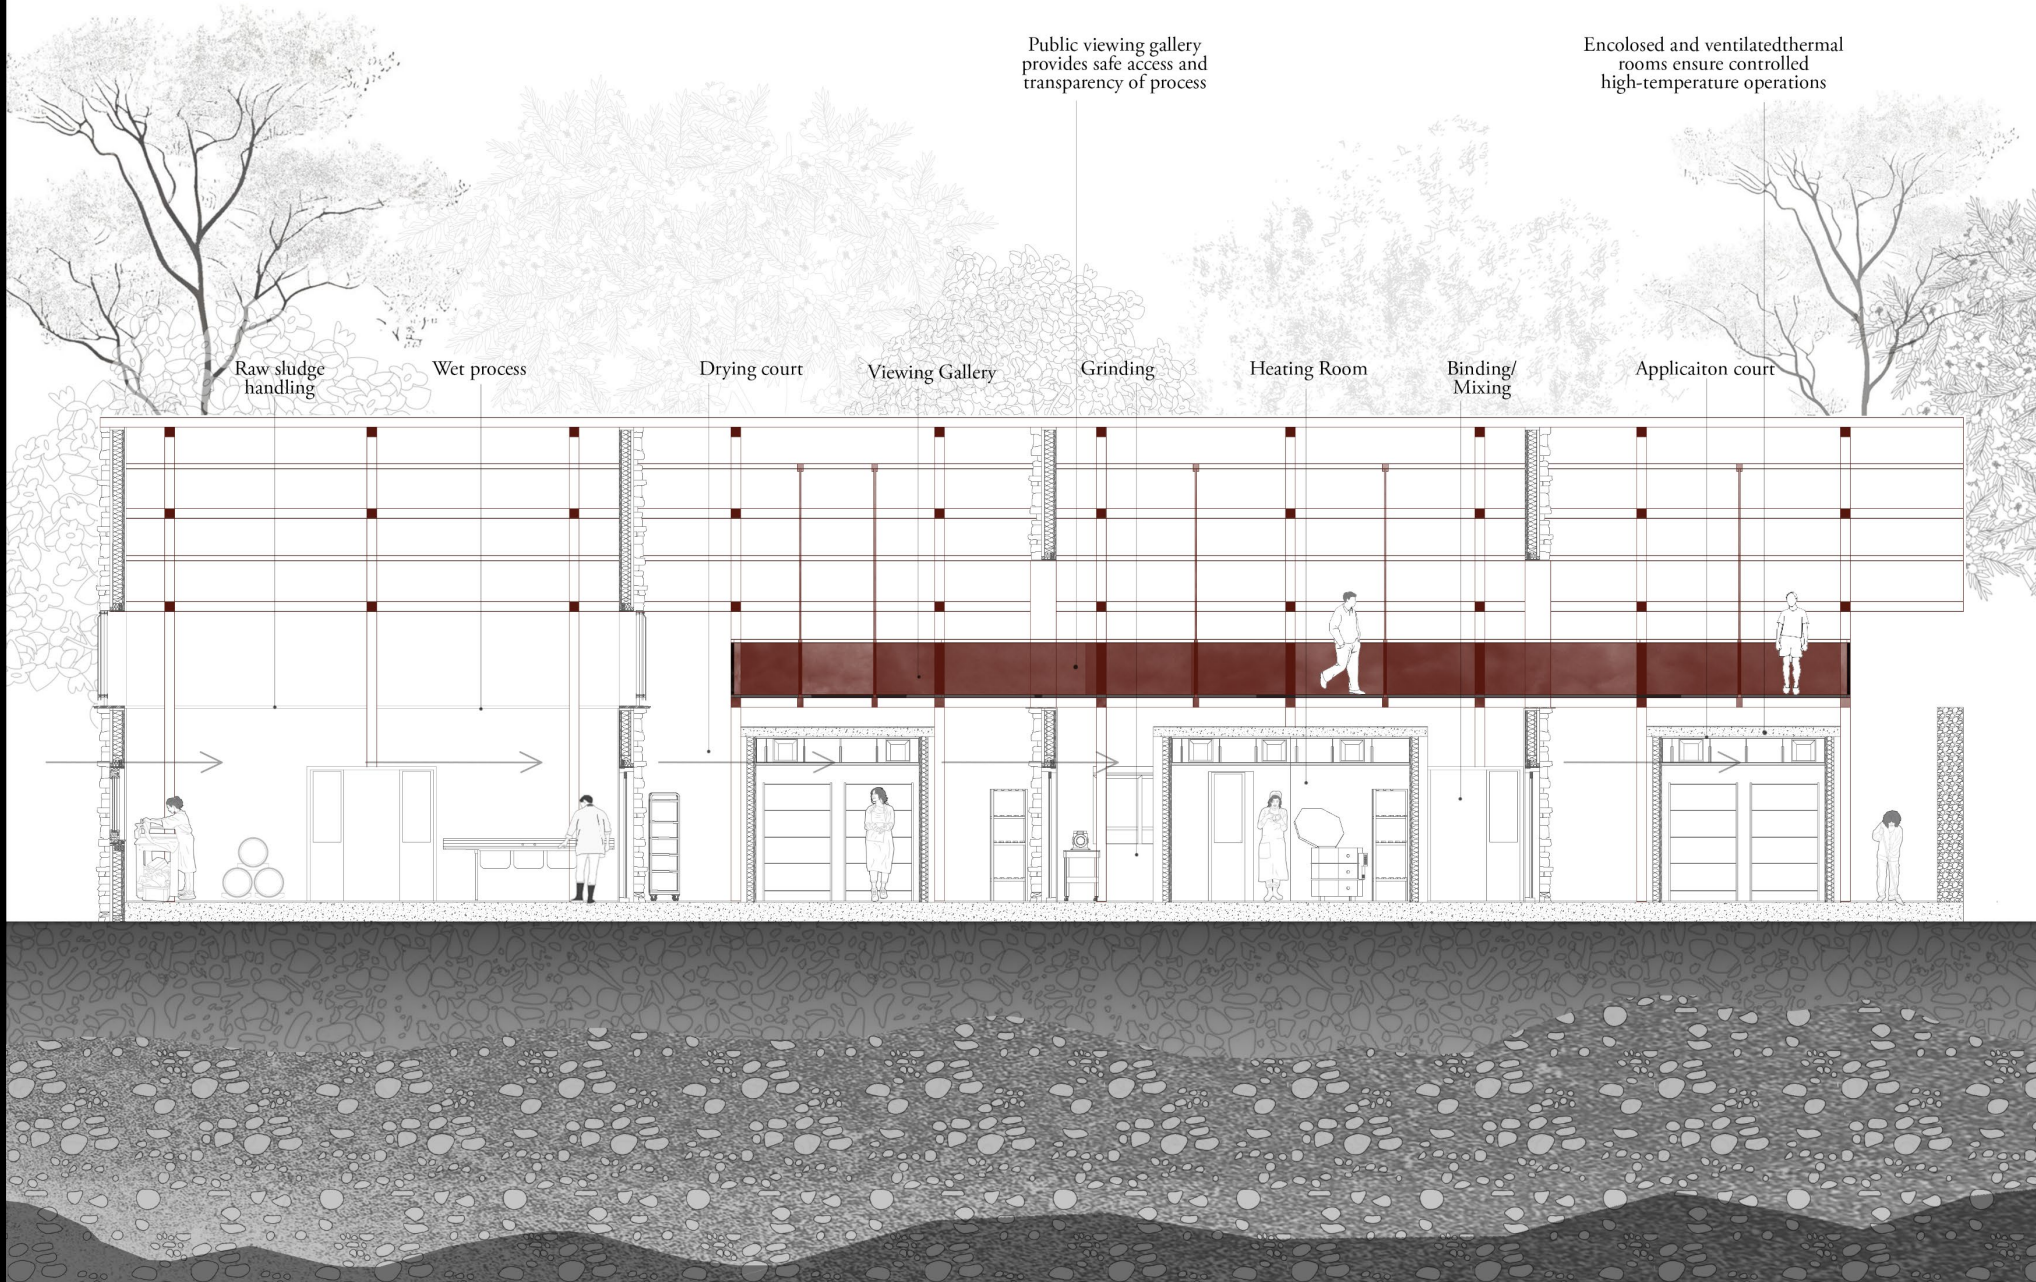 Public viewing gallery
provides safe access and
transparency of process
Encolosed and ventilatedthermal
rooms ensure controlled
high-temperature operations
Raw sludge
handling
Wet process
Drying court
Viewing Gallery
Grinding
Heating Room
Binding/
Mixing
Applicaiton court